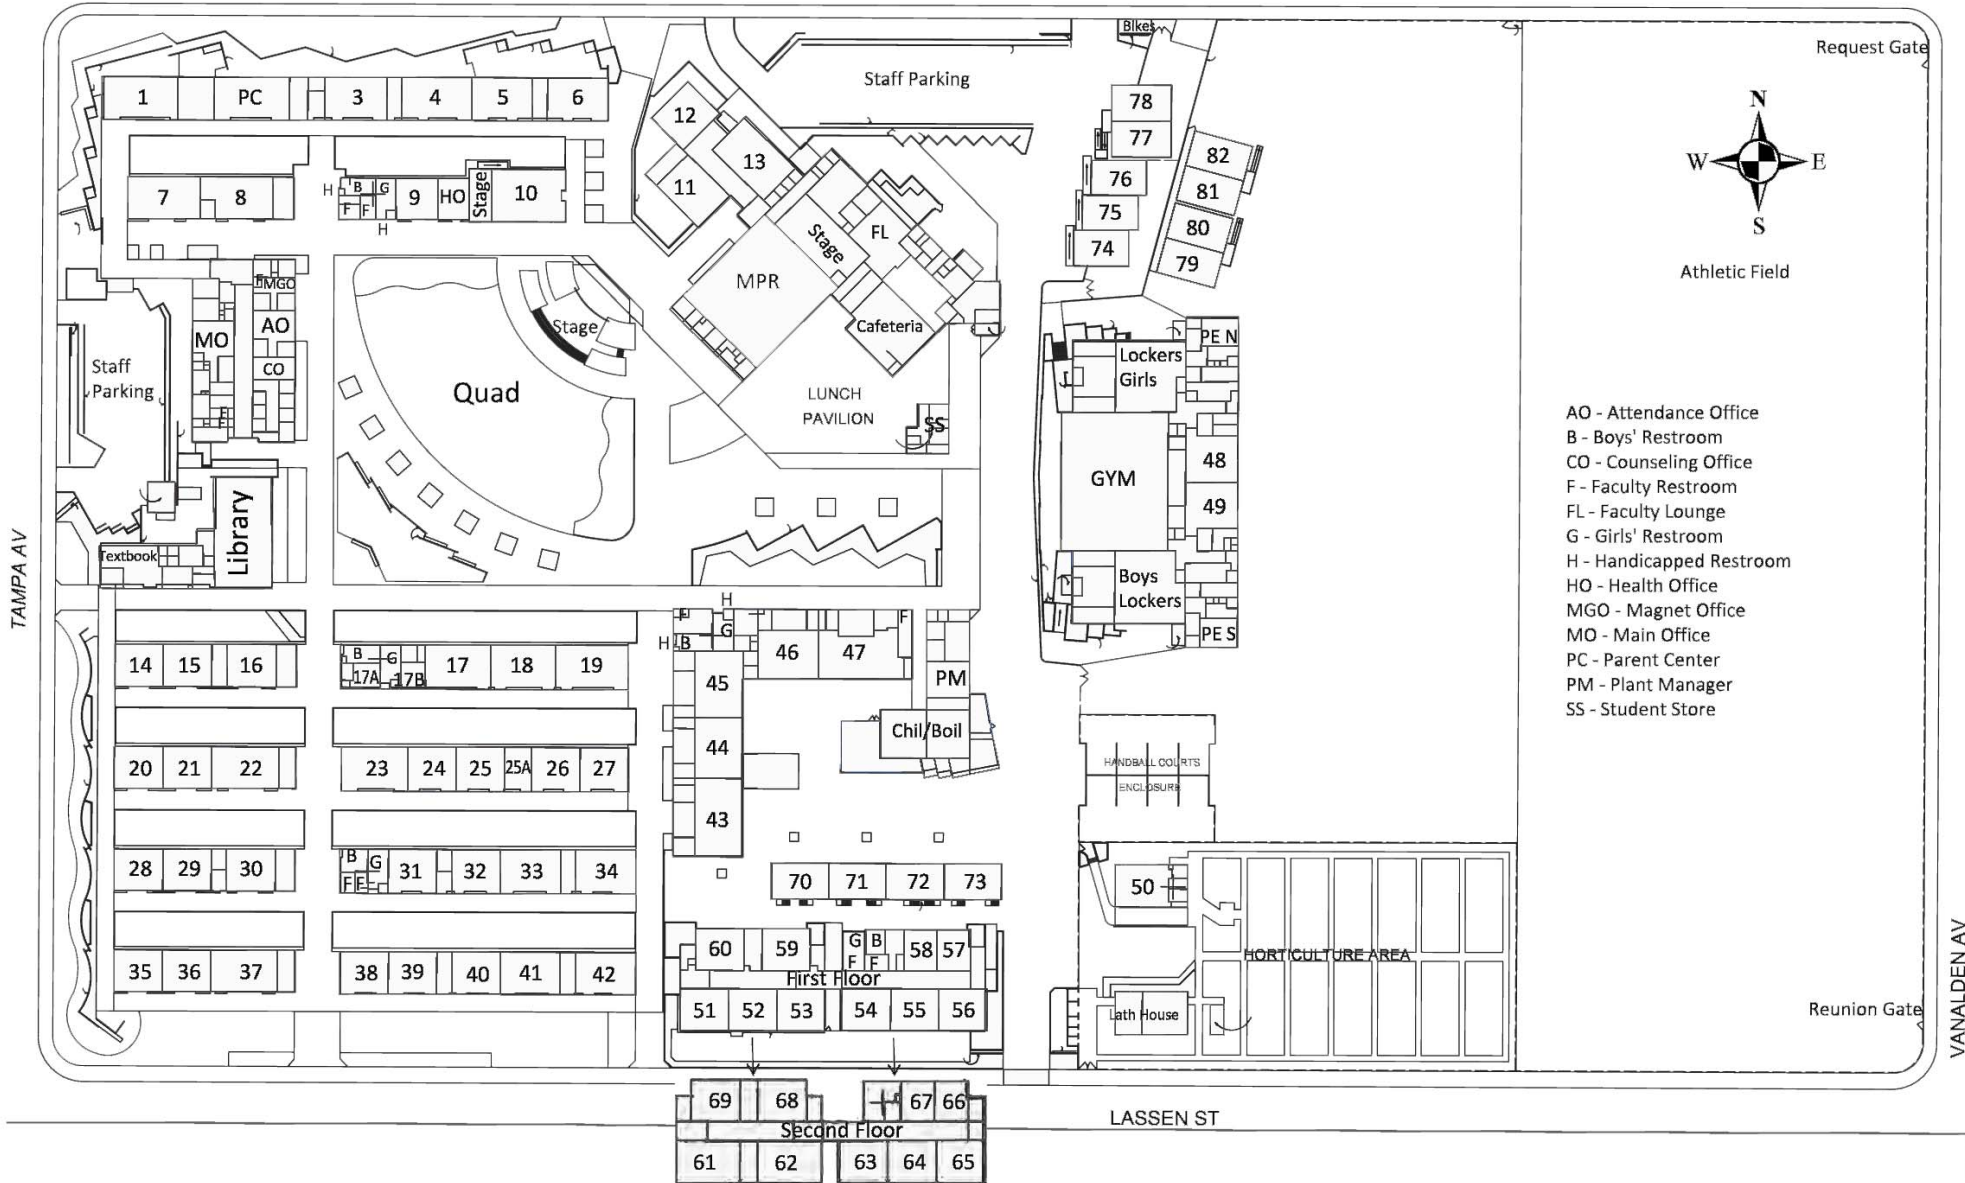 Bikes
Request Gate
Staff Parking
1 PC 3 4 5 6
12
13
11
78
77
82
76
81
75
80
74
79
N
W E
S
Athletic Field
7 8
H
B G
F F
9 HO Stage 10
H
FL
Stage
MPR
Cafeteria
F MGO
AO
MO
CO
F
F
Staff
Parking
Stage
Quad
LUNCH
PAVILION
SS
PE N
Lockers
Girls
GYM
48
49
Boys
Lockers
PE S
AO - Attendance Office
B - Boys' Restroom
CO - Counseling Office
F - Faculty Restroom
FL - Faculty Lounge
G - Girls' Restroom
H - Handicapped Restroom
HO - Health Office
MGO - Magnet Office
MO - Main Office
PC - Parent Center
PM - Plant Manager
SS - Student Store
TAMPA AV
Library
Textbook
H
F
F
H B G
46 47
14 15 16
B G
17A 17B 17 18 19
45
PM
44
Chil/Boil
20 21 22 23 24 25 25A 26 27
HANDBALL COURTS
ENCLOSURE
43
28 29 30
B G
F F
31 32 33 34
70 71 72 73
50
35 36 37 38 39 40 41 42
60 59
G B
F F
58 57
First Floor
51 52 53 54 55 56
HORTICULTURE AREA
Lath House
Reunion Gate
VANALDEN AV
69 68 67 66
Second Floor
61 62 63 64 65
LASSEN ST